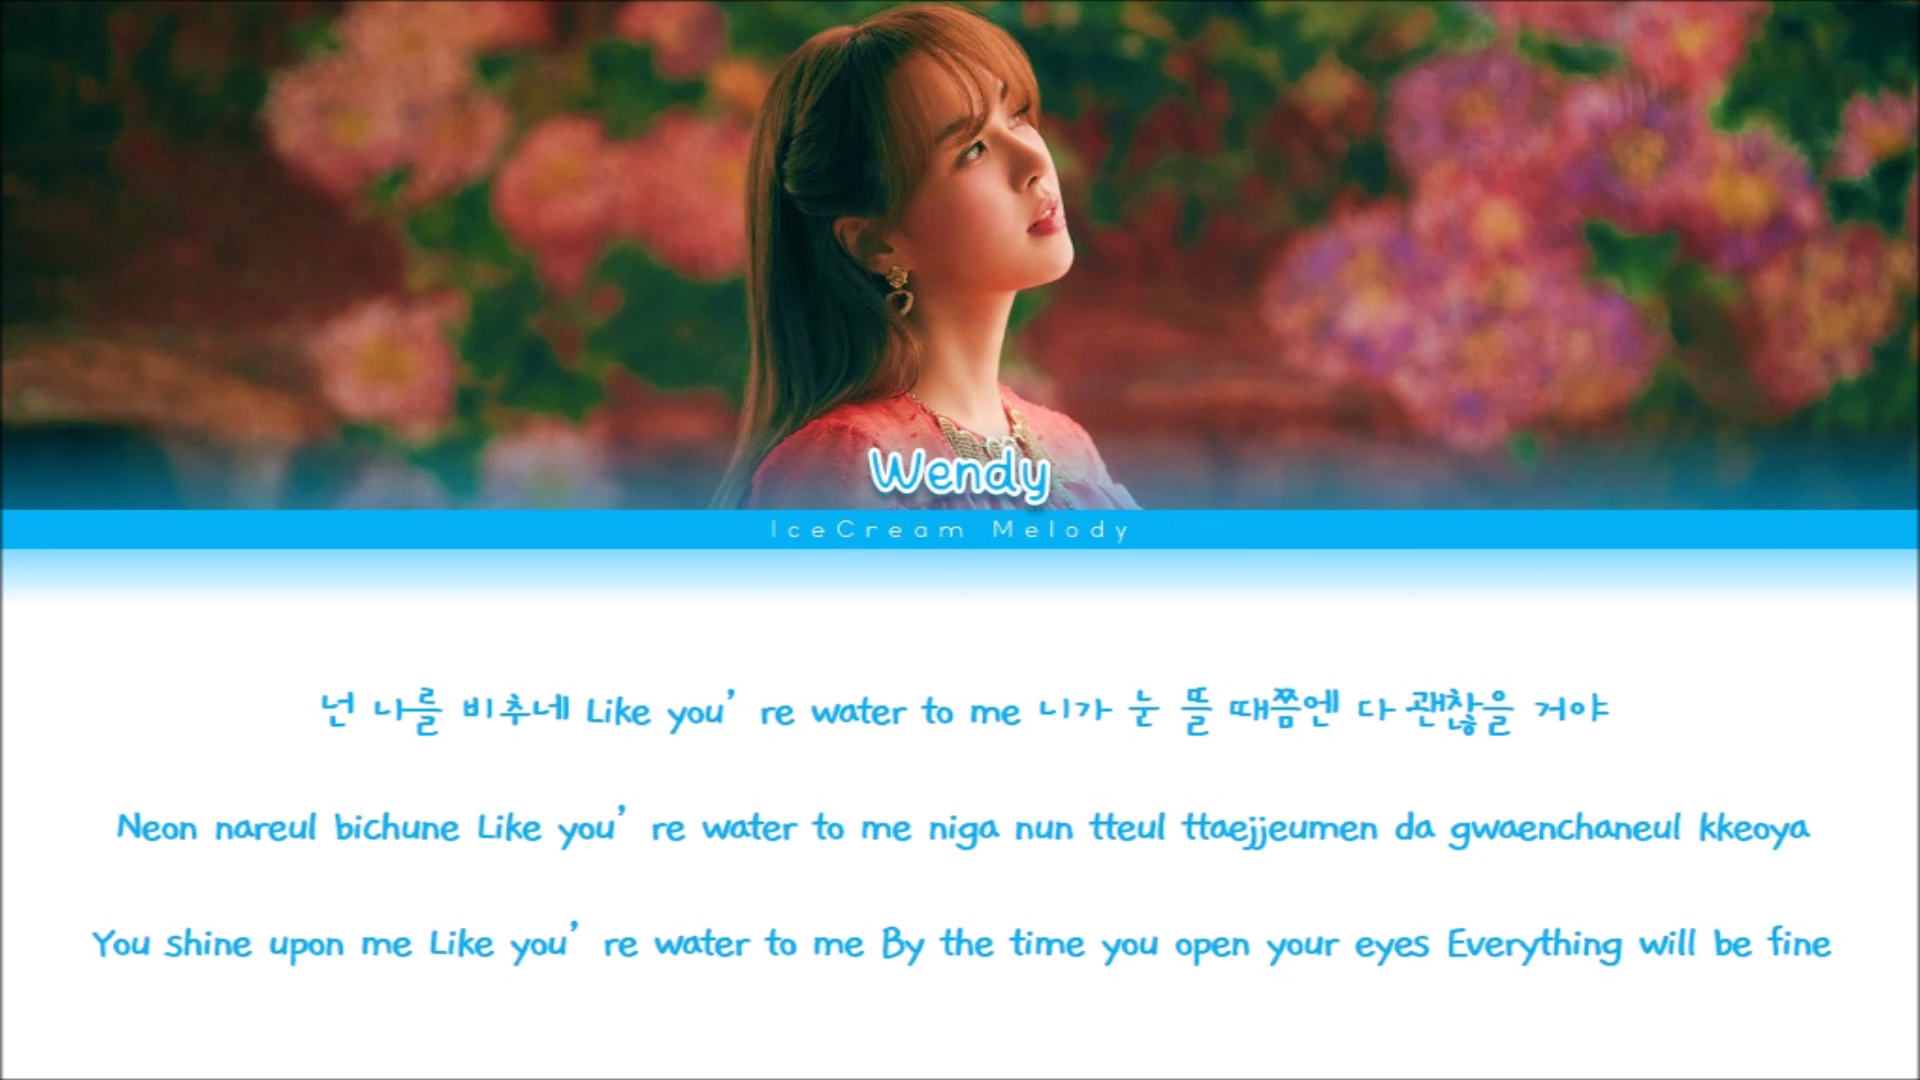 Wendy
IceCream Melody
넌 나를 비추네 Like you’re water to me 니가 눈 뜰 때쯤엔 다 괜찮을 거야
Neon nareul bichune Like you’re water to me niga nun tteul ttaejjeumen da gwaenchaneul kkeoya
You shine upon me Like you’re water to me By the time you open your eyes Everything will be fine